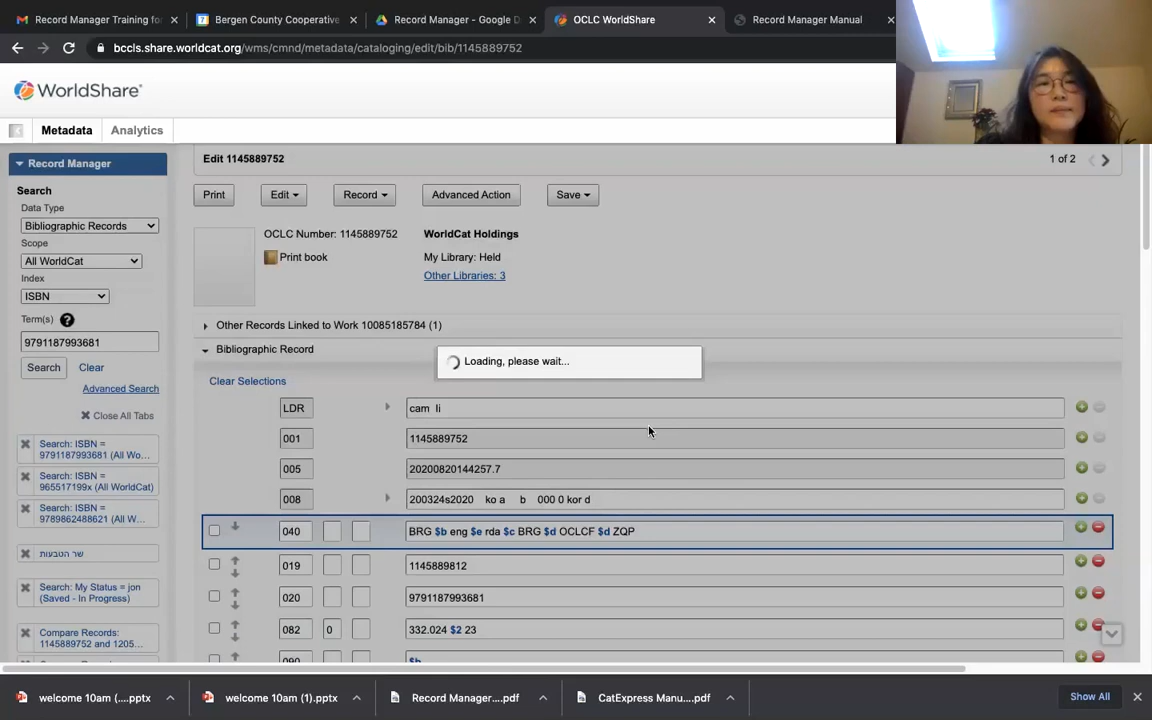 Record Manager Training for
Bergen County Cooperative
Record Manager - Google D
OCLC WorldShare
Record Manager Manual
bccls.share.worldcat.org/wms/cmnd/metadata/cataloging/edit/bib/1145889752
WorldShare
Metadata
Analytics
Record Manager
Search
Data Type
Bibliographic Records
Scope
All WorldCat
Index
ISBN
Term(s) ?
9791187993681
Search Clear
Advanced Search
Close All Tabs
Search: ISBN =
9791187993681 (All Wo...
Search: ISBN =
965517199x (All WorldCat)
Search: ISBN =
9789862488621 (All W...
שר הטבעות
Search: My Status = jon
(Saved - In Progress)
Compare Records:
1145889752 and 1205...
Edit 1145889752
1 of 2
Print
Edit
Record
Advanced Action
Save
OCLC Number: 1145889752
Print book
WorldCat Holdings
My Library: Held
Other Libraries: 3
Other Records Linked to Work 10085185784 (1)
Bibliographic Record
Loading, please wait...
Clear Selections
LDR cam Ii
001 1145889752
005 20200820144257.7
008 200324s2020 ko a b 000 0 kor d
040 BRG $b eng $e rda $c BRG $d OCLCF $d ZQP
019 1145889812
020 9791187993681
082 0 332.024 $2 23
090 $b
welcome 10am (....pptx
welcome 10am (1).pptx
Record Manager....pdf
CatExpress Manu....pdf
Show All